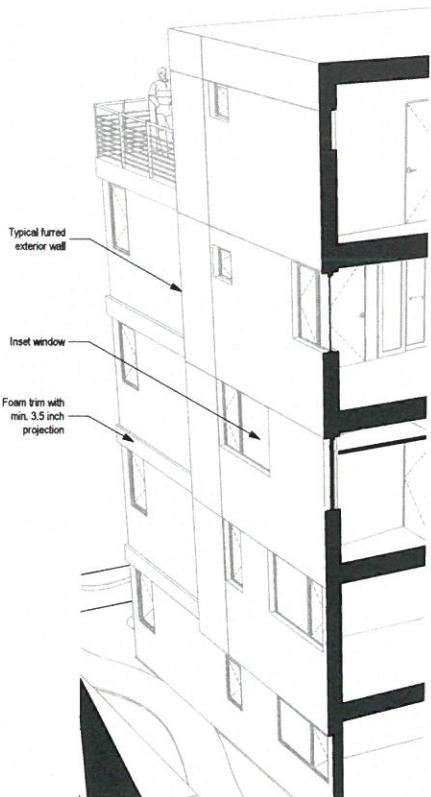 Typical furred
exterior wall
Inset window
Foam trim with
min. 3.5 inch
projection